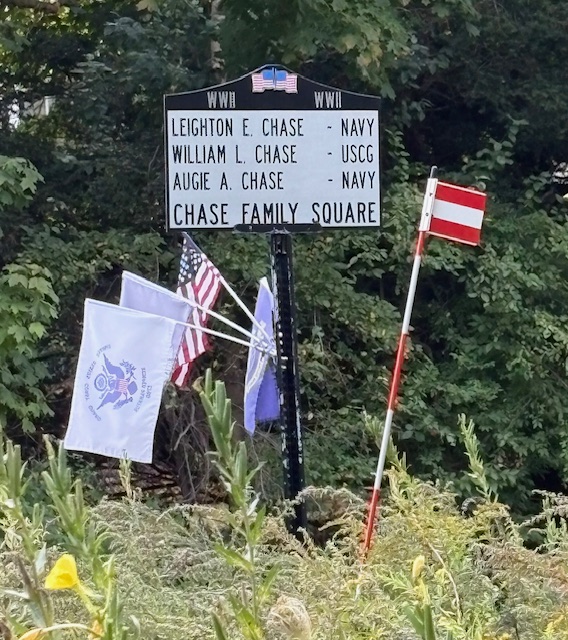 WWII WWII
LEIGHTON E. CHASE - NAVY
WILLIAM L. CHASE - USCG
AUGIE A. CHASE - NAVY
CHASE FAMILY SQUARE